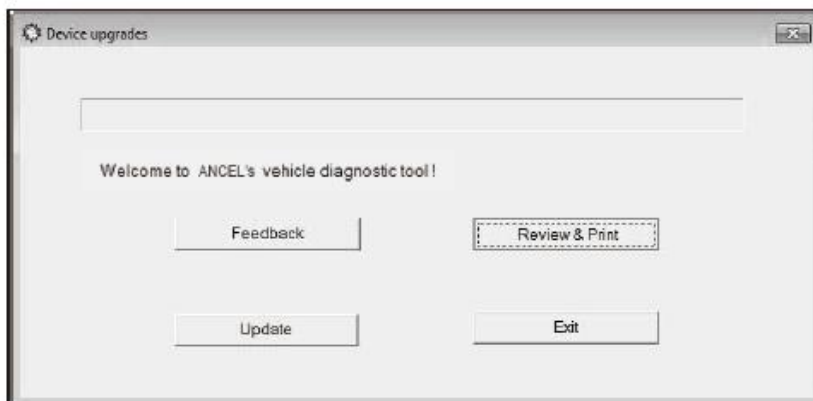 Device upgrades
Welcome to ANCEL's vehicle diagnostic tool !
Feedback
Review & Print
Update
Exit